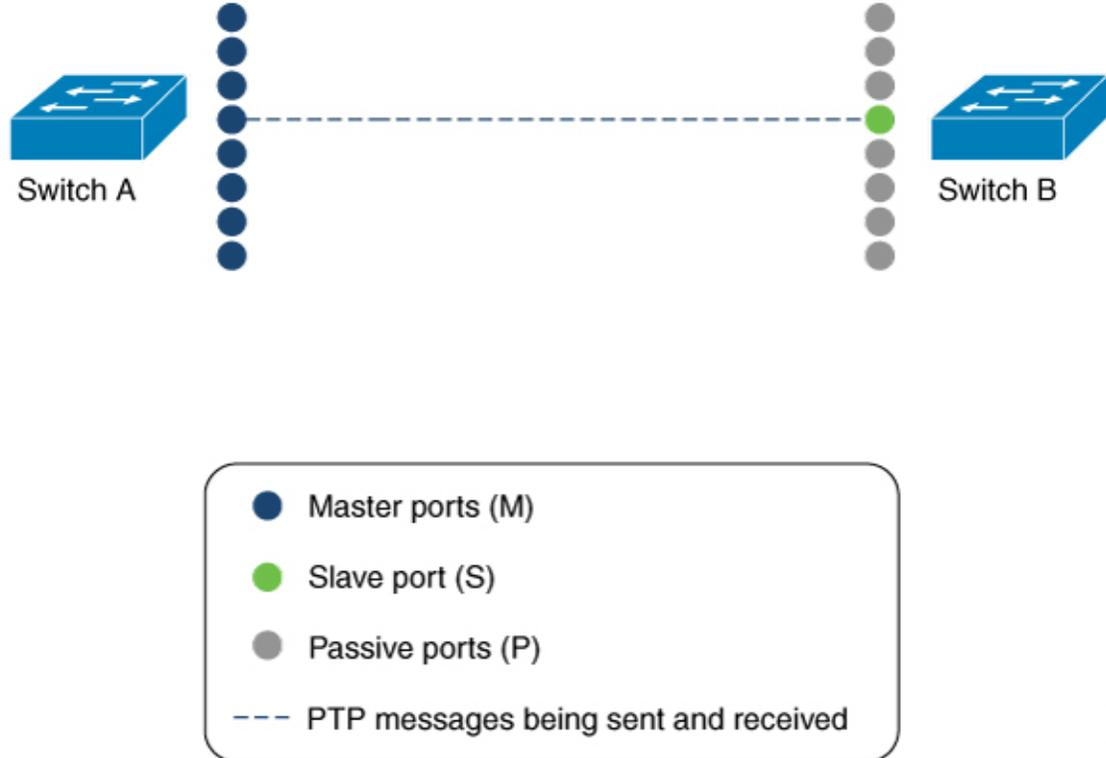 Switch A
Switch B
Master ports (M)
Slave port (S)
Passive ports (P)
PTP messages being sent and received